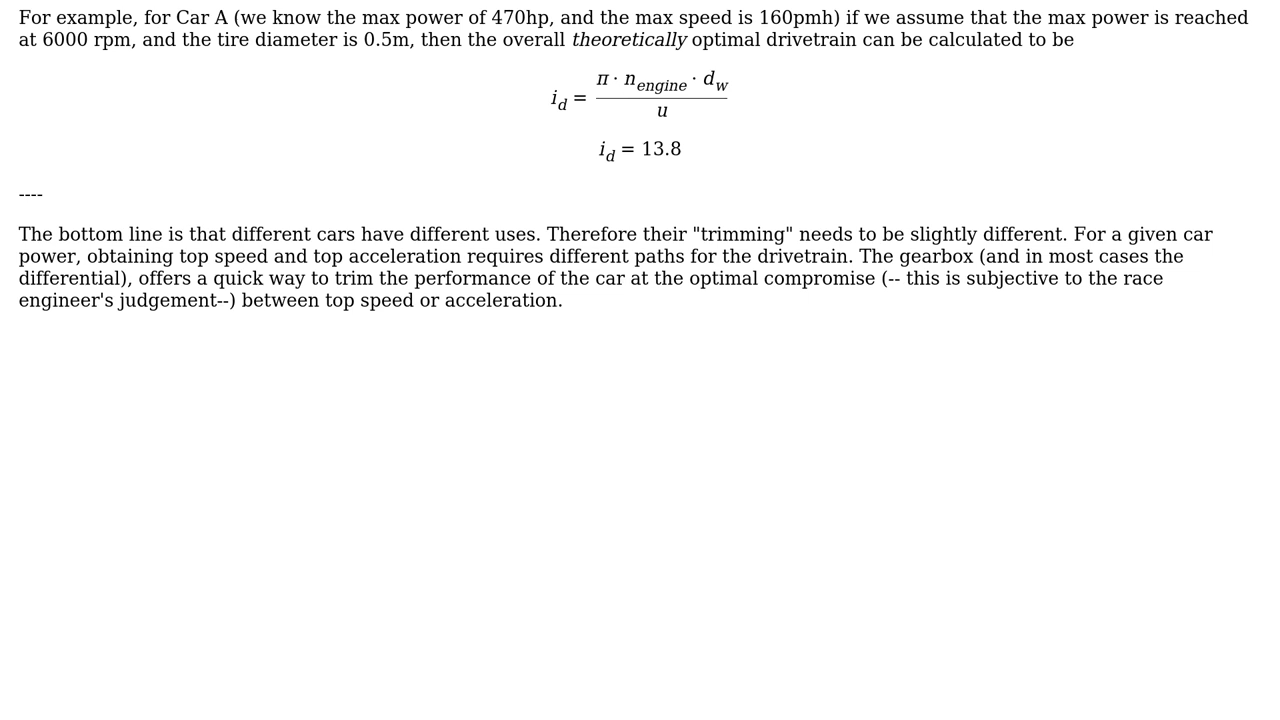 For example, for Car A (we know the max power of 470hp, and the max speed is 160pmh) if we assume that the max power is reached
at 6000 rpm, and the tire diameter is 0.5m, then the overall theoretically optimal drivetrain can be calculated to be
i_d = \frac{π · n_{engine} · d_w}{u}
i_d = 13.8
----
The bottom line is that different cars have different uses. Therefore their "trimming" needs to be slightly different. For a given car
power, obtaining top speed and top acceleration requires different paths for the drivetrain. The gearbox (and in most cases the
differential), offers a quick way to trim the performance of the car at the optimal compromise (-- this is subjective to the race
engineer's judgement--) between top speed or acceleration.